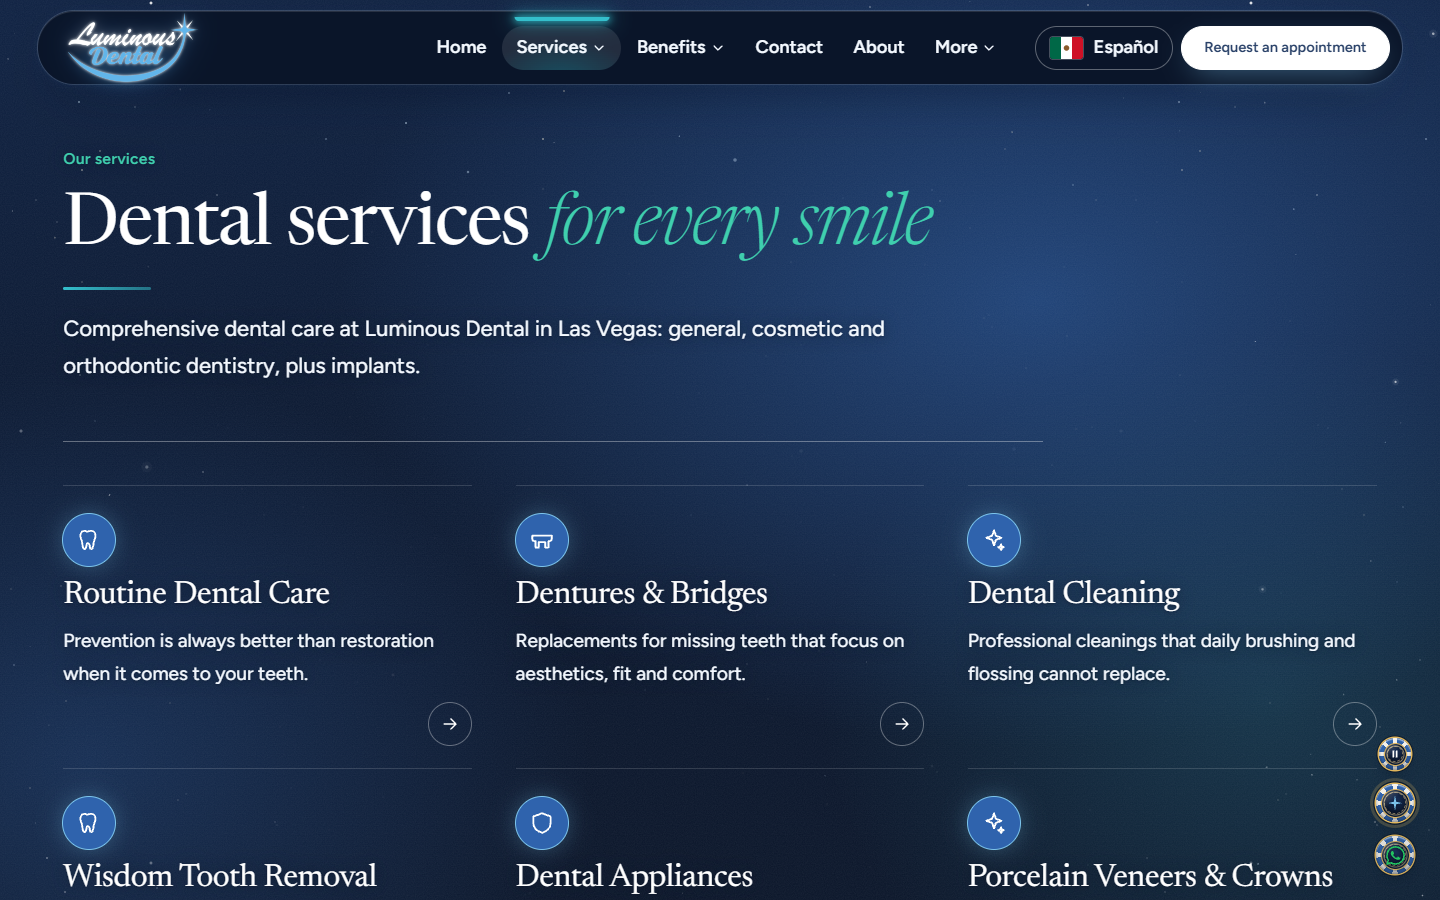 Luminous
Dental
Home
Services
Benefits
Contact
About
More
Español
Request an appointment
Our services
Dental services for every smile
Comprehensive dental care at Luminous Dental in Las Vegas: general, cosmetic and
orthodontic dentistry, plus implants.
Routine Dental Care
Prevention is always better than restoration
when it comes to your teeth.
Dentures & Bridges
Replacements for missing teeth that focus on
aesthetics, fit and comfort.
Dental Cleaning
Professional cleanings that daily brushing and
flossing cannot replace.
Wisdom Tooth Removal
Dental Appliances
Porcelain Veneers & Crowns